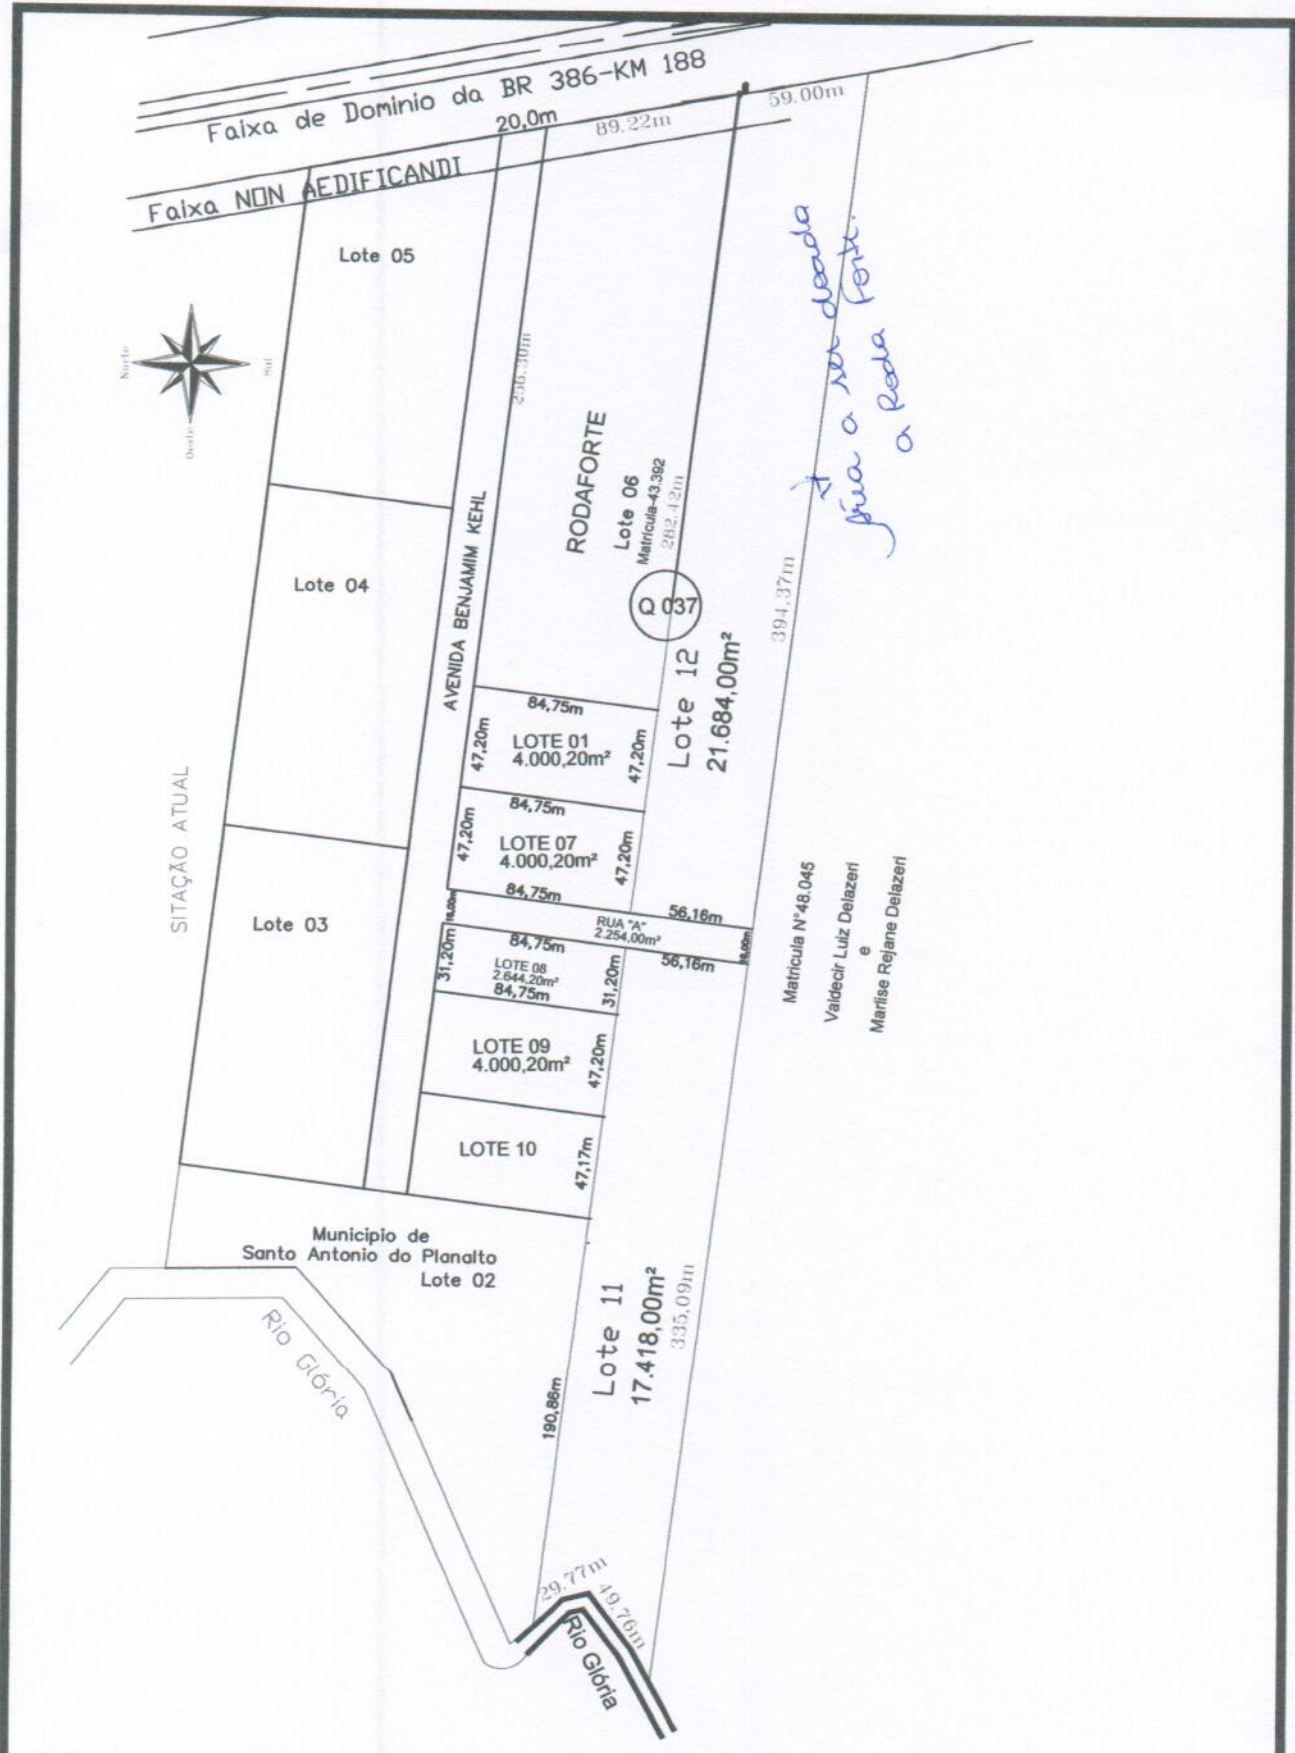 Faixa de Dominio da BR 386-KM 188
Faixa NON AEDIFICANDI
20,0m
89.22m
59.00m
Lote 05
Norte
Sul
Oeste
256.30m
RODAFORTE
Lote 06
Matricula-43.392
282.42m
área a ser doada
a Roda Forte.
AVENIDA BENJAMIM KEHL
Lote 04
Q 037
394.37m
Lote 12
21.684,00m²
84,75m
47,20m
LOTE 01
4.000,20m²
47,20m
84,75m
47,20m
LOTE 07
4.000,20m²
47,20m
84,75m
SITAÇÃO ATUAL
Lote 03
16,00m
RUA "A"
2.254,00m²
56,16m
16,00m
56,16m
31,20m
84,75m
LOTE 08
2.644,20m²
84,75m
31,20m
Matricula N°48.045
Valdecir Luiz Delazeri
e
Marlise Rejane Delazeri
LOTE 09
4.000,20m²
47,20m
LOTE 10
47,17m
Municipio de
Santo Antonio do Planalto
Lote 02
Rio Glória
Lote 11
17.418,00m²
335.09m
190,86m
29.77m
49.76m
Rio Glória